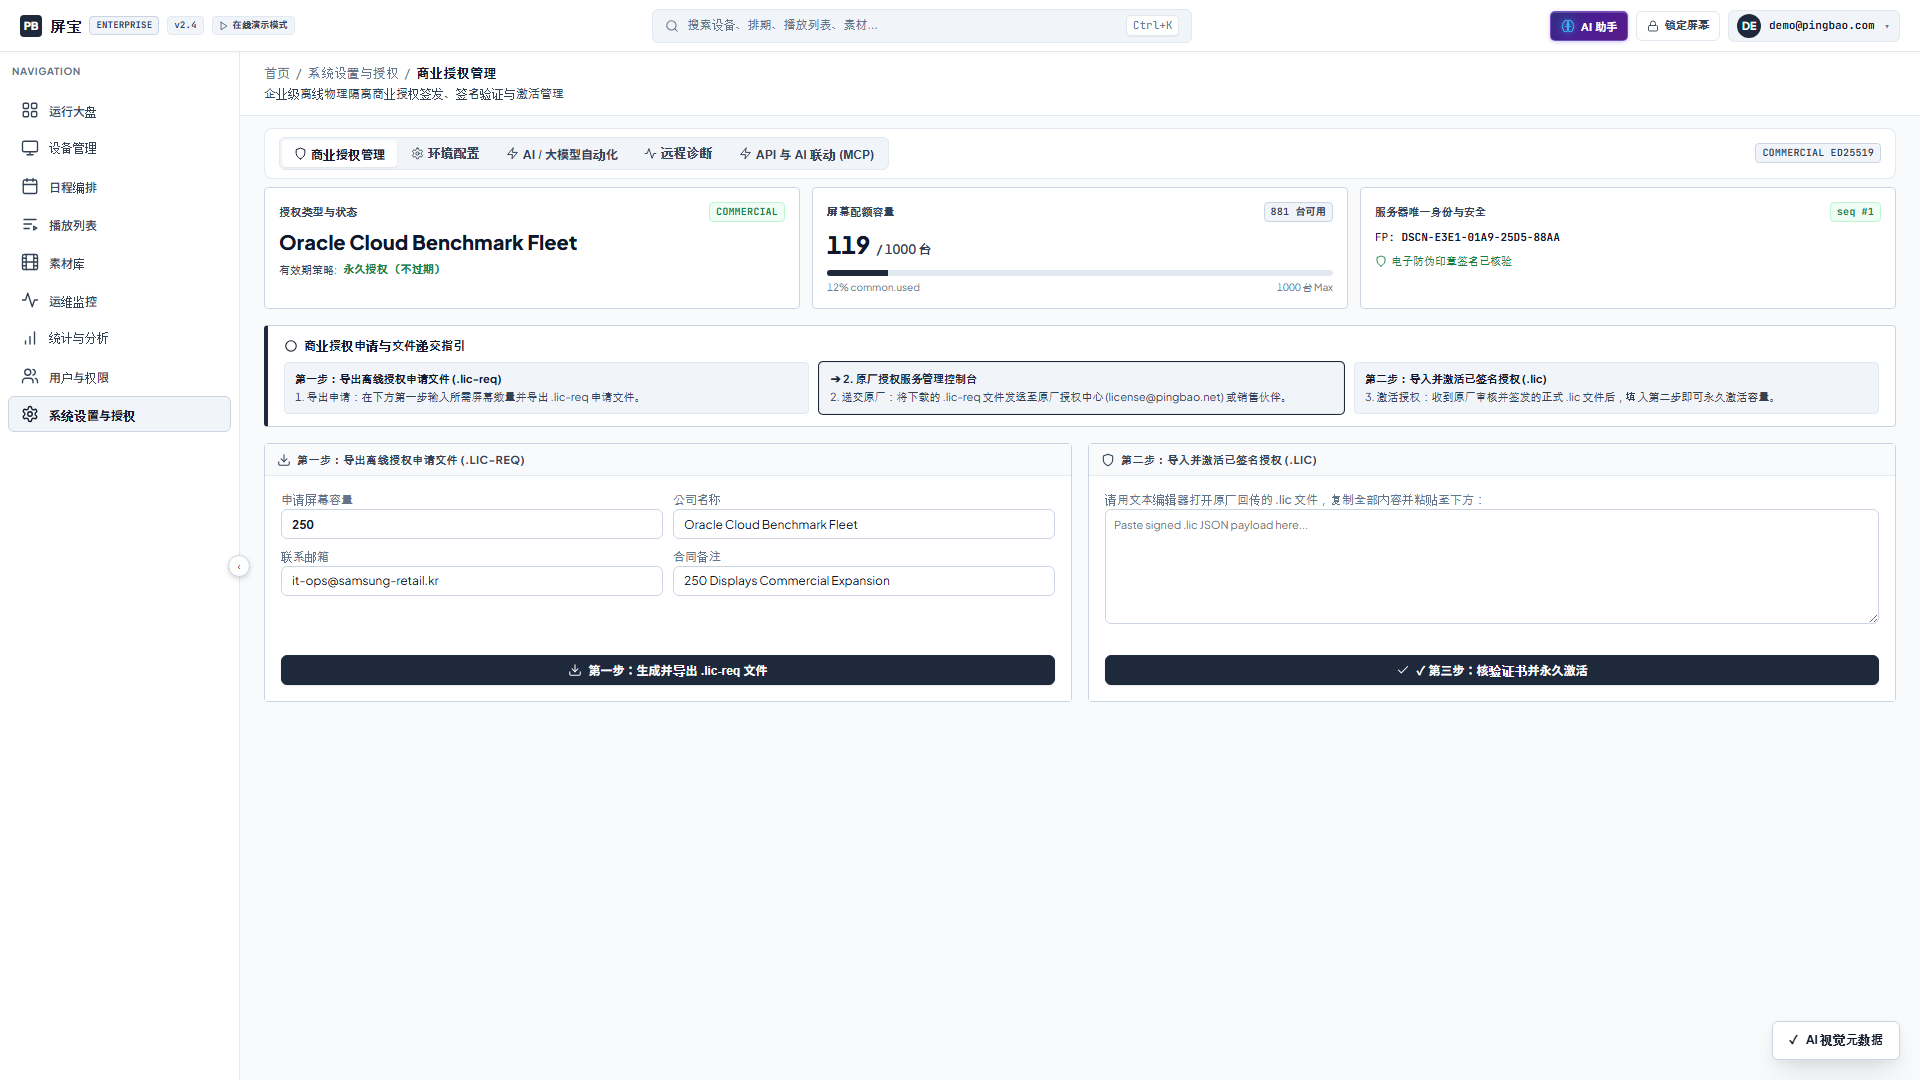 PB 屏宝 ENTERPRISE v2.4 ▷ 在线演示模式
搜索设备、排期、播放列表、素材... Ctrl+K
AI 助手 锁定屏幕 DE demo@pingbao.com
NAVIGATION
运行大盘
设备管理
日程编排
播放列表
素材库
运维监控
统计与分析
用户与权限
系统设置与授权
首页 / 系统设置与授权 / 商业授权管理
企业级离线物理隔离商业授权签发、签名验证与激活管理
商业授权管理 环境配置 AI / 大模型自动化 远程诊断 API 与 AI 联动 (MCP)
COMMERCIAL ED25519
授权类型与状态 COMMERCIAL
Oracle Cloud Benchmark Fleet
有效期策略: 永久授权（不过期）
屏幕配额容量 881 台可用
119 / 1000 台
12% common.used 1000 台 Max
服务器唯一身份与安全 seq #1
FP: DSCN-E3E1-01A9-25D5-88AA
电子防伪印章签名已核验
商业授权申请与文件递交指引
第一步：导出离线授权申请文件 (.lic-req)
1. 导出申请：在下方第一步输入所需屏幕数量并导出 .lic-req 申请文件。
➔ 2. 原厂授权服务管理控制台
2. 递交原厂：将下载的 .lic-req 文件发送至原厂授权中心 (license@pingbao.net) 或销售伙伴。
第二步：导入并激活已签名授权 (.lic)
3. 激活授权：收到原厂审核并签发的正式 .lic 文件后，填入第二步即可永久激活容量。
第一步：导出离线授权申请文件 (.LIC-REQ)
申请屏幕容量 公司名称
250 Oracle Cloud Benchmark Fleet
联系邮箱 合同备注
it-ops@samsung-retail.kr 250 Displays Commercial Expansion
第一步：生成并导出 .lic-req 文件
第二步：导入并激活已签名授权 (.LIC)
请用文本编辑器打开原厂回传的 .lic 文件，复制全部内容并粘贴至下方：
Paste signed .lic JSON payload here...
✓ 第三步：核验证书并永久激活
✓ AI 视觉元数据